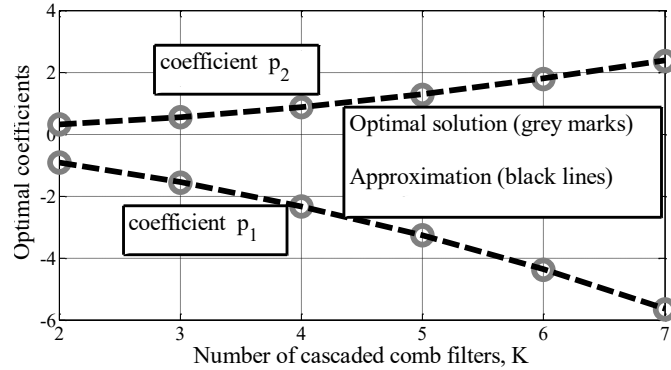 4
2
0
-2
-4
-6
Optimal coefficients
coefficient p2
Optimal solution (grey marks)
Approximation (black lines)
coefficient p1
2 3 4 5 6 7
Number of cascaded comb filters, K